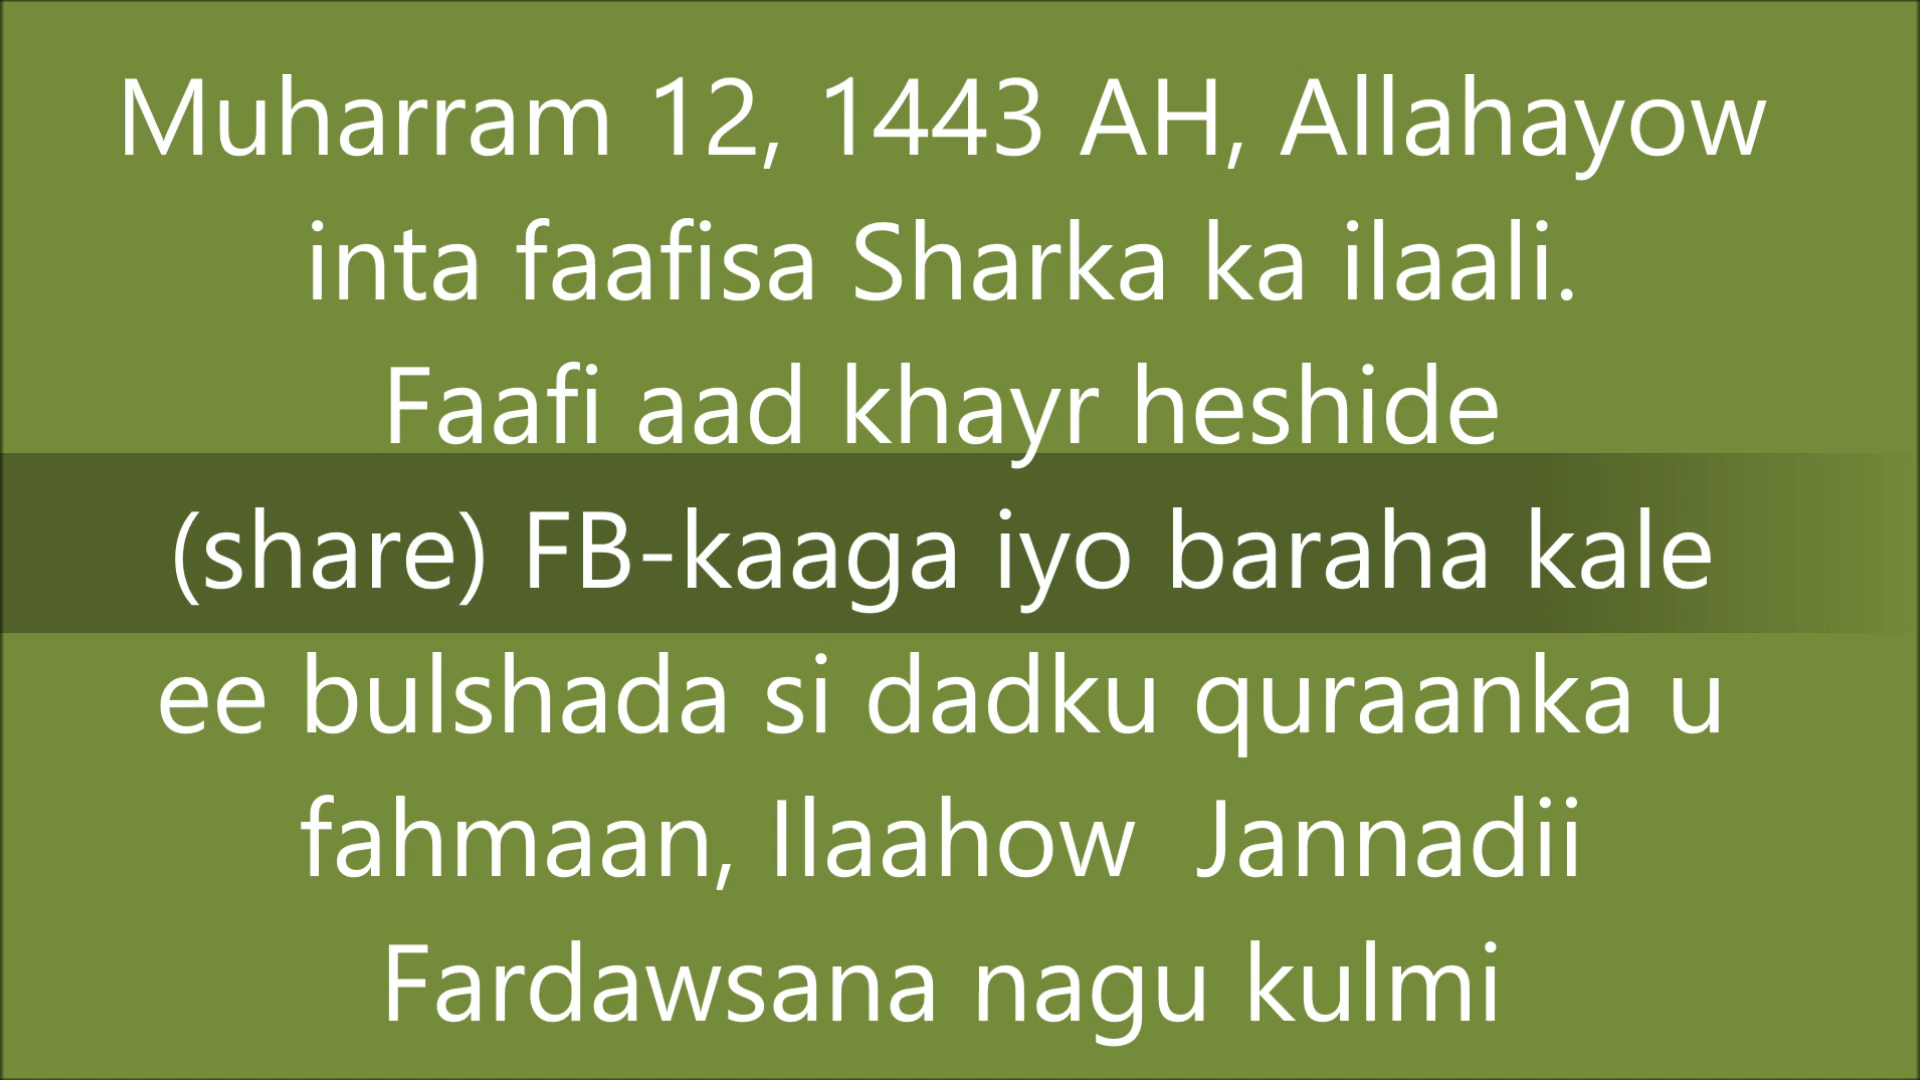 Muharram 12, 1443 AH, Allahayow
inta faafisa Sharka ka ilaali.
Faafi aad khayr heshide
(share) FB-kaaga iyo baraha kale
ee bulshada si dadku quraanka u
fahmaan, Ilaahow  Jannadii
Fardawsana nagu kulmi